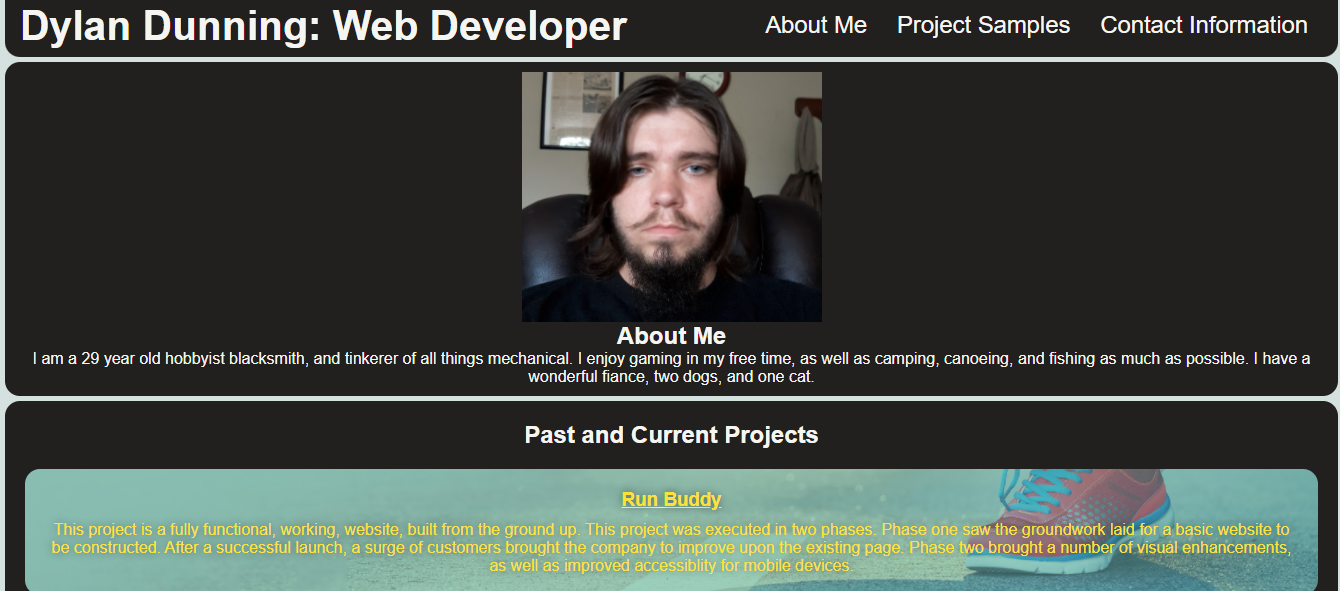 Dylan Dunning: Web Developer
About Me Project Samples Contact Information
About Me
I am a 29 year old hobbyist blacksmith, and tinkerer of all things mechanical. I enjoy gaming in my free time, as well as camping, canoeing, and fishing as much as possible. I have a
wonderful fiance, two dogs, and one cat.
Past and Current Projects
Run Buddy
This project is a fully functional, working, website, built from the ground up. This project was executed in two phases. Phase one saw the groundwork laid for a basic website to
be constructed. After a successful launch, a surge of customers brought the company to improve upon the existing page. Phase two brought a number of visual enhancements,
as well as improved accessiblity for mobile devices.